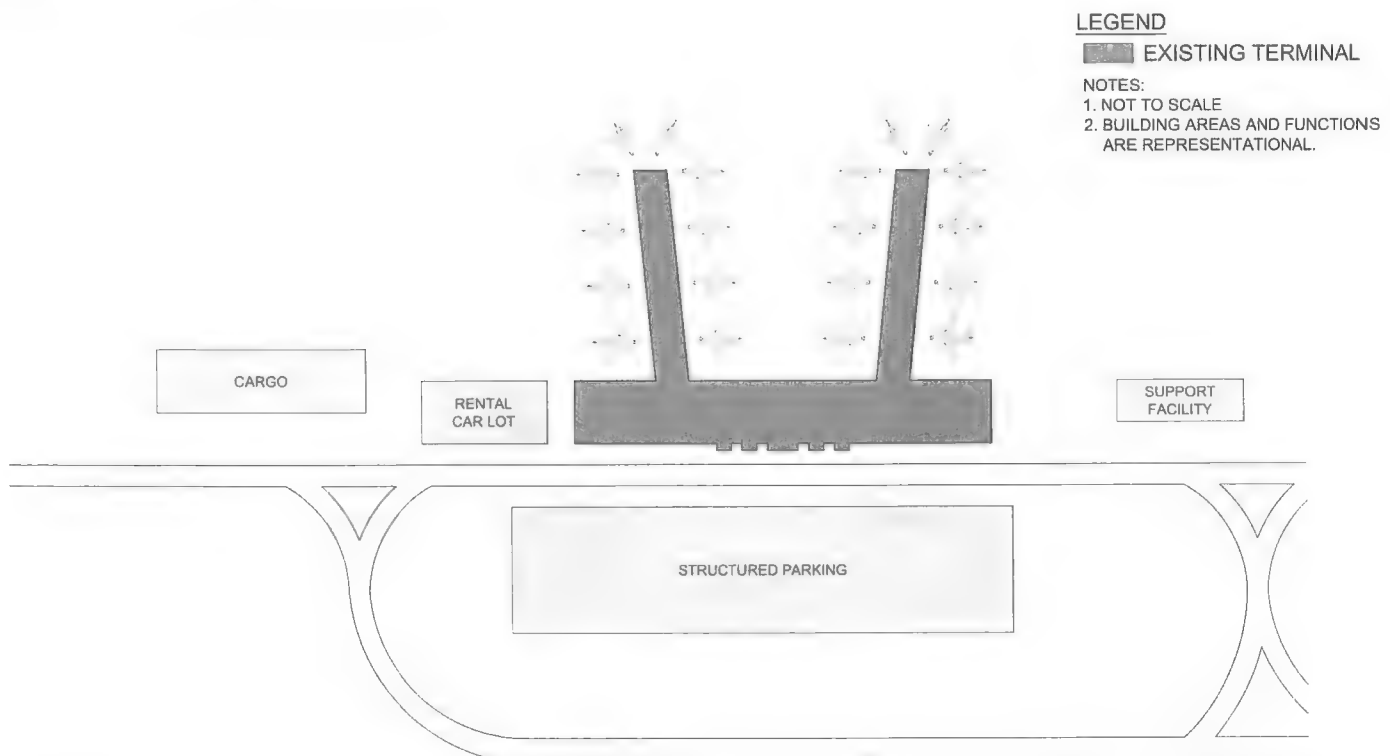 LEGEND
EXISTING TERMINAL
NOTES:
1. NOT TO SCALE
2. BUILDING AREAS AND FUNCTIONS
ARE REPRESENTATIONAL.
CARGO
RENTAL
CAR LOT
SUPPORT
FACILITY
STRUCTURED PARKING